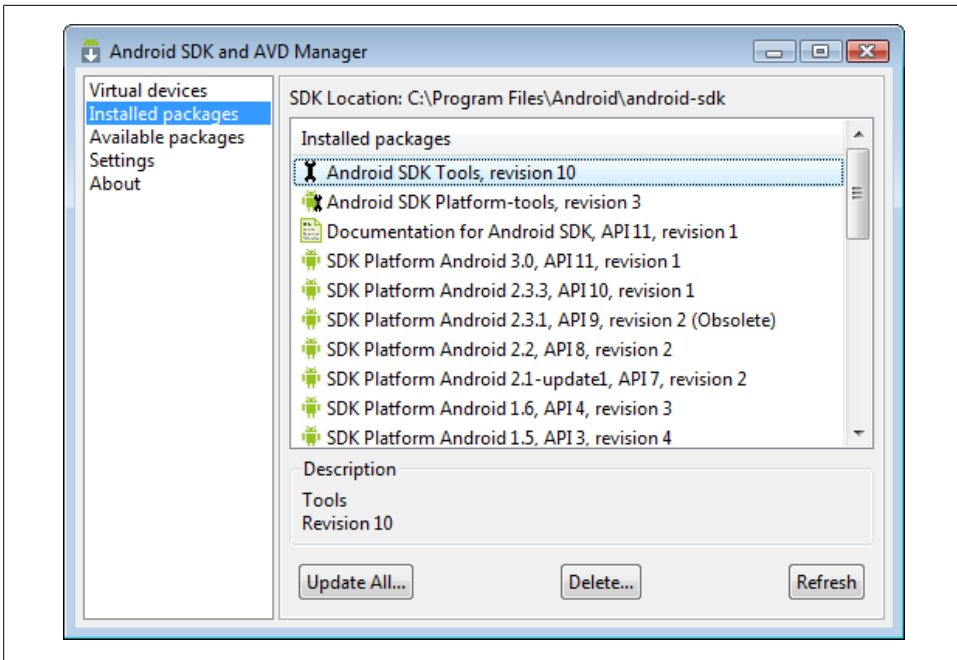 Android SDK and AVD Manager
Virtual devices
Installed packages
Available packages
Settings
About
SDK Location: C:\Program Files\Android\android-sdk
Installed packages
Android SDK Tools, revision 10
Android SDK Platform-tools, revision 3
Documentation for Android SDK, API 11, revision 1
SDK Platform Android 3.0, API 11, revision 1
SDK Platform Android 2.3.3, API 10, revision 1
SDK Platform Android 2.3.1, API 9, revision 2 (Obsolete)
SDK Platform Android 2.2, API 8, revision 2
SDK Platform Android 2.1-update1, API 7, revision 2
SDK Platform Android 1.6, API 4, revision 3
SDK Platform Android 1.5, API 3, revision 4
Description
Tools
Revision 10
Update All...
Delete...
Refresh